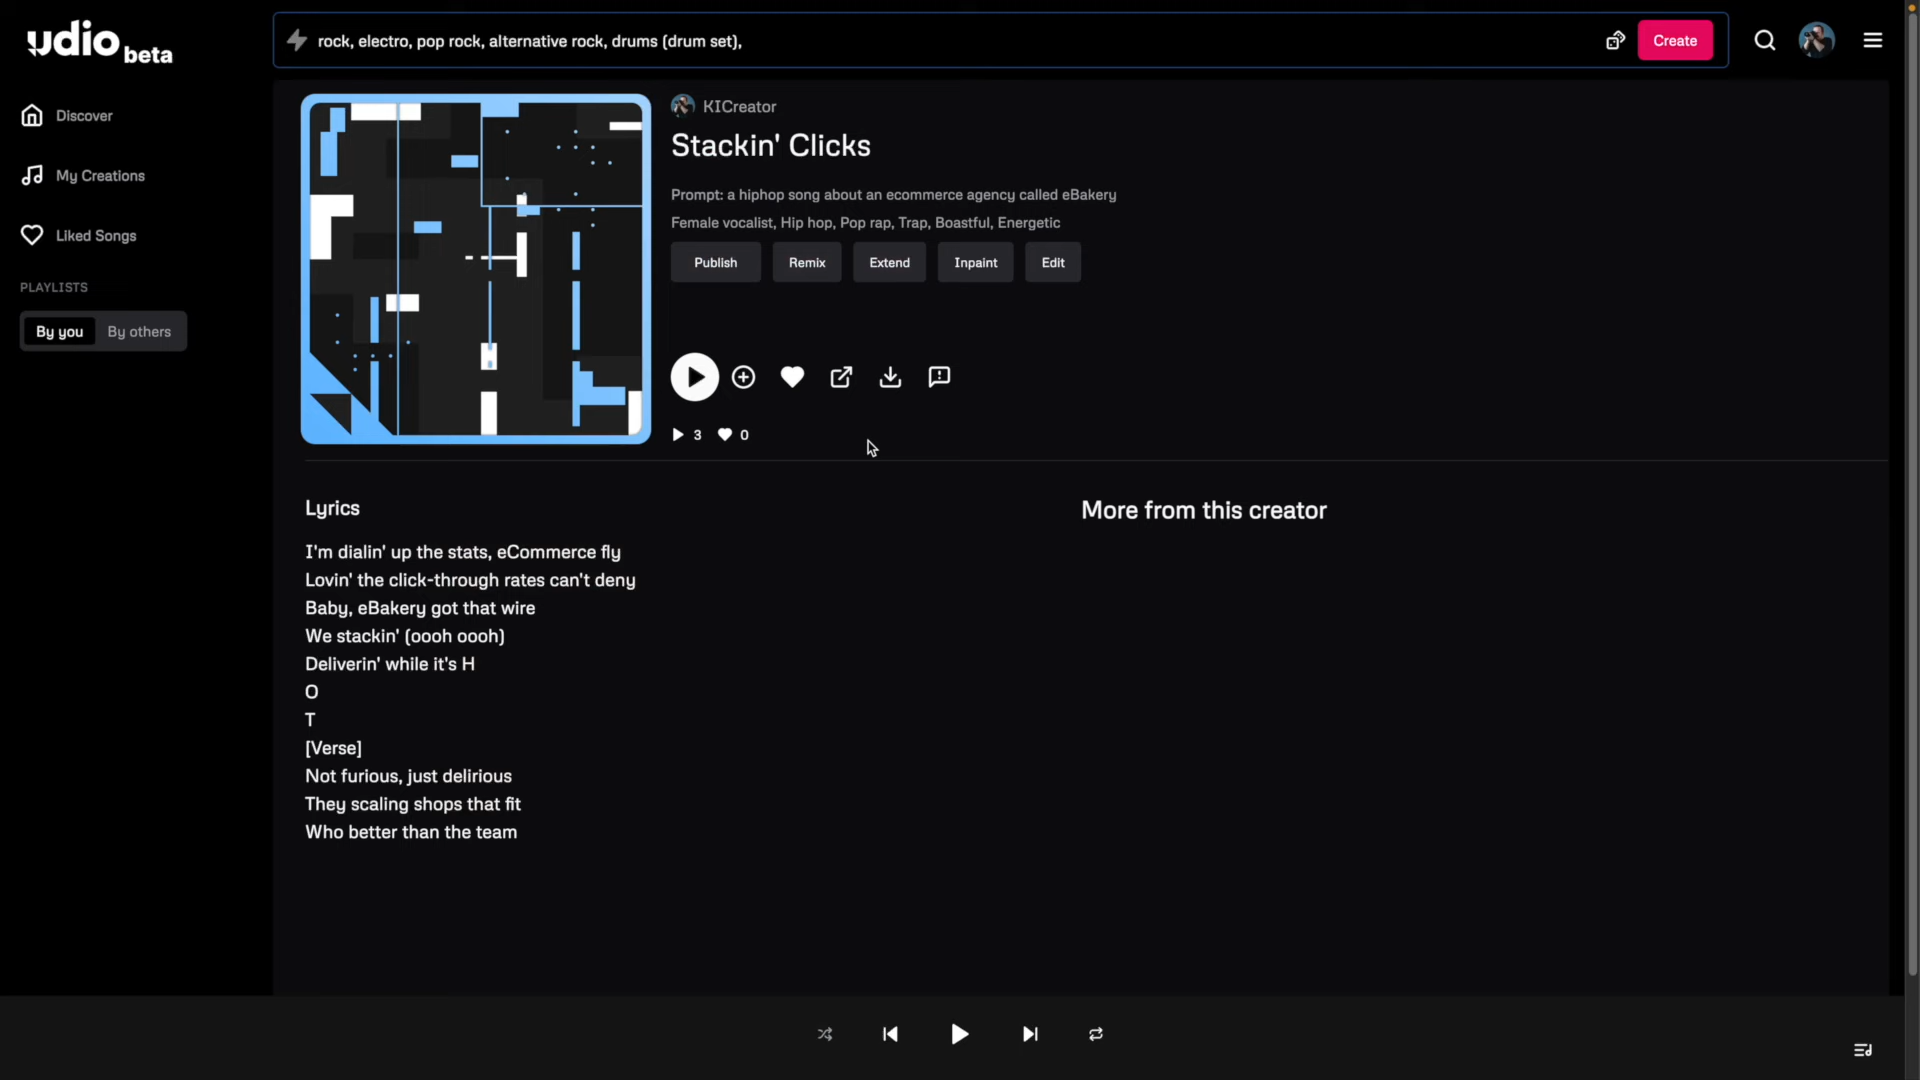 udio beta
rock, electro, pop rock, alternative rock, drums (drum set),
Create
Discover
My Creations
Liked Songs
PLAYLISTS
By you
By others
KICreator
Stackin' Clicks
Prompt: a hiphop song about an ecommerce agency called eBakery
Female vocalist, Hip hop, Pop rap, Trap, Boastful, Energetic
Publish
Remix
Extend
Inpaint
Edit
3
0
Lyrics
I'm dialin' up the stats, eCommerce fly
Lovin' the click-through rates can't deny
Baby, eBakery got that wire
We stackin' (oooh oooh)
Deliverin' while it's H
O
T
[Verse]
Not furious, just delirious
They scaling shops that fit
Who better than the team
More from this creator